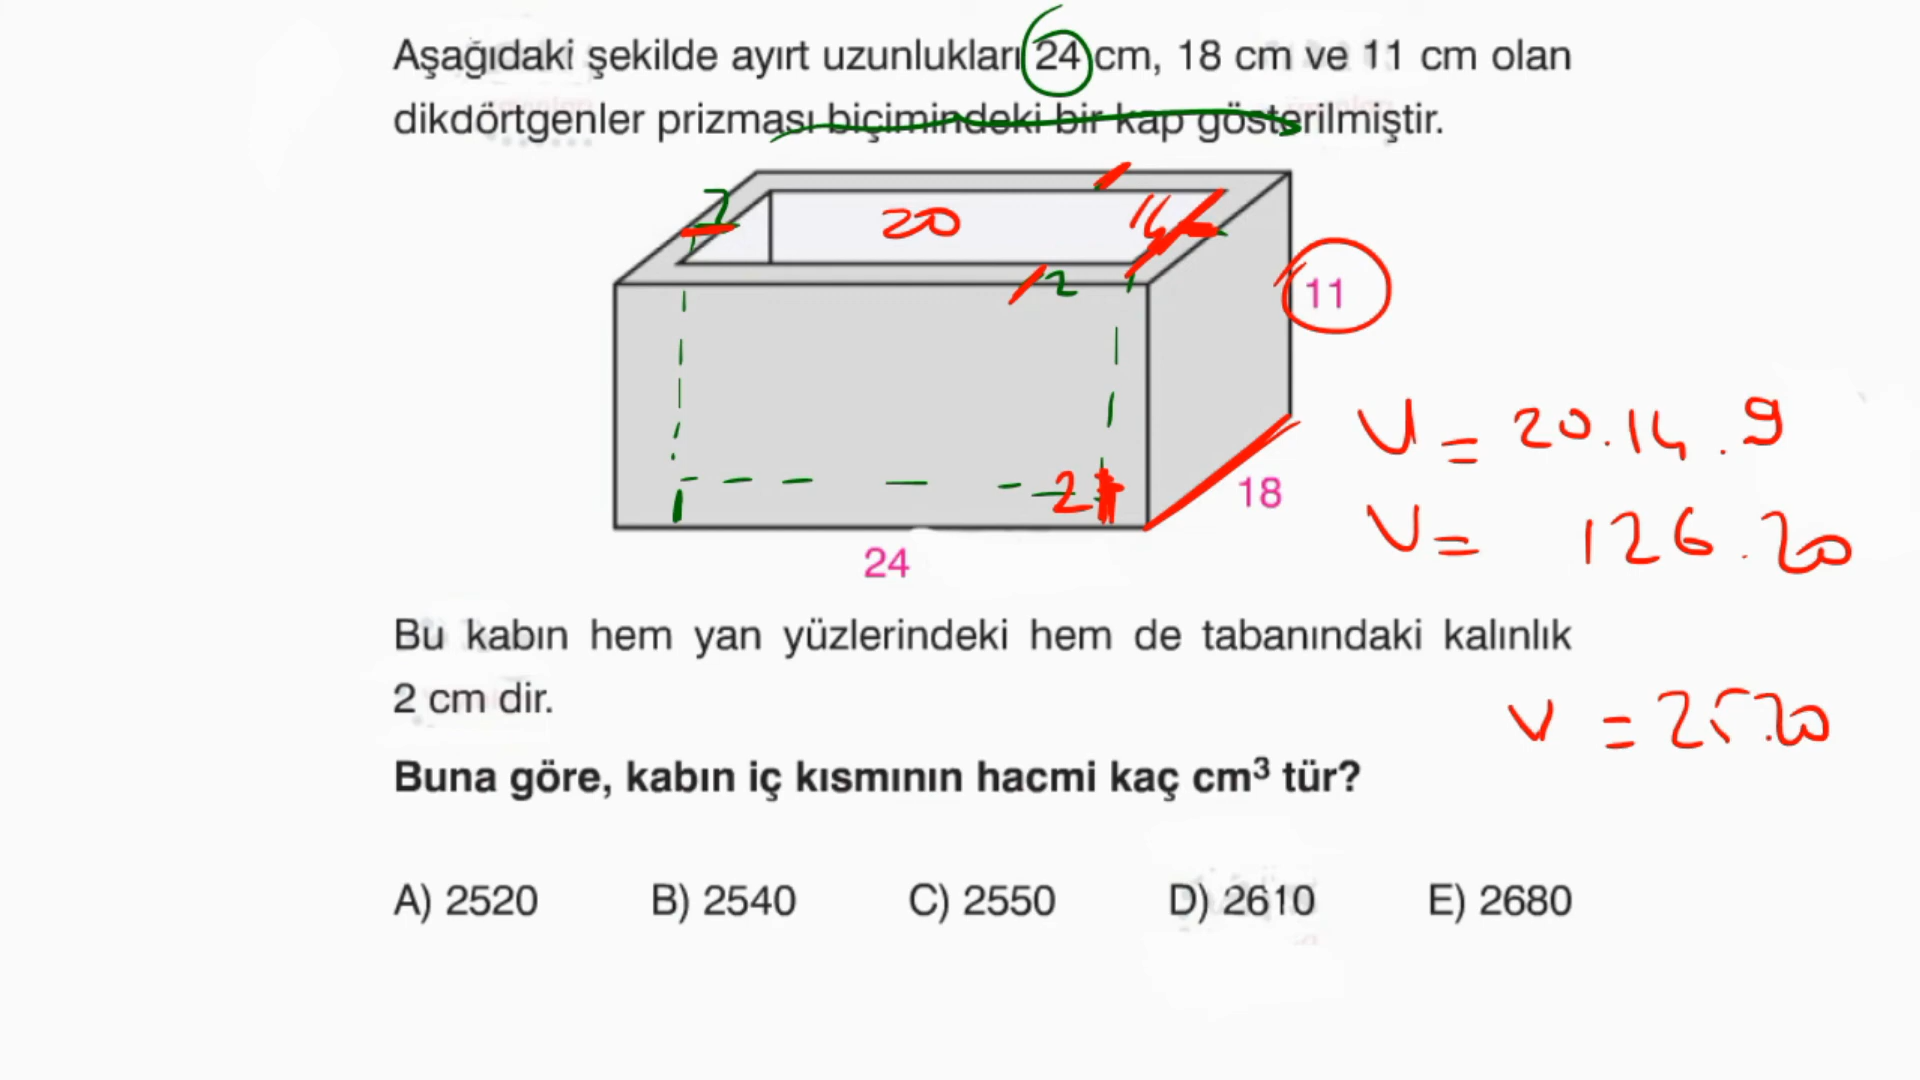 Aşağıdaki şekilde ayırt uzunlukları 24 cm, 18 cm ve 11 cm olan
dikdörtgenler prizması biçimindeki bir kap gösterilmiştir.
2
20
14
2
11
2
18
24
V = 20.14.9
V = 126.20
V = 2520
Bu kabın hem yan yüzlerindeki hem de tabanındaki kalınlık
2 cm dir.
Buna göre, kabın iç kısmının hacmi kaç cm³ tür?
A) 2520 B) 2540 C) 2550 D) 2610 E) 2680